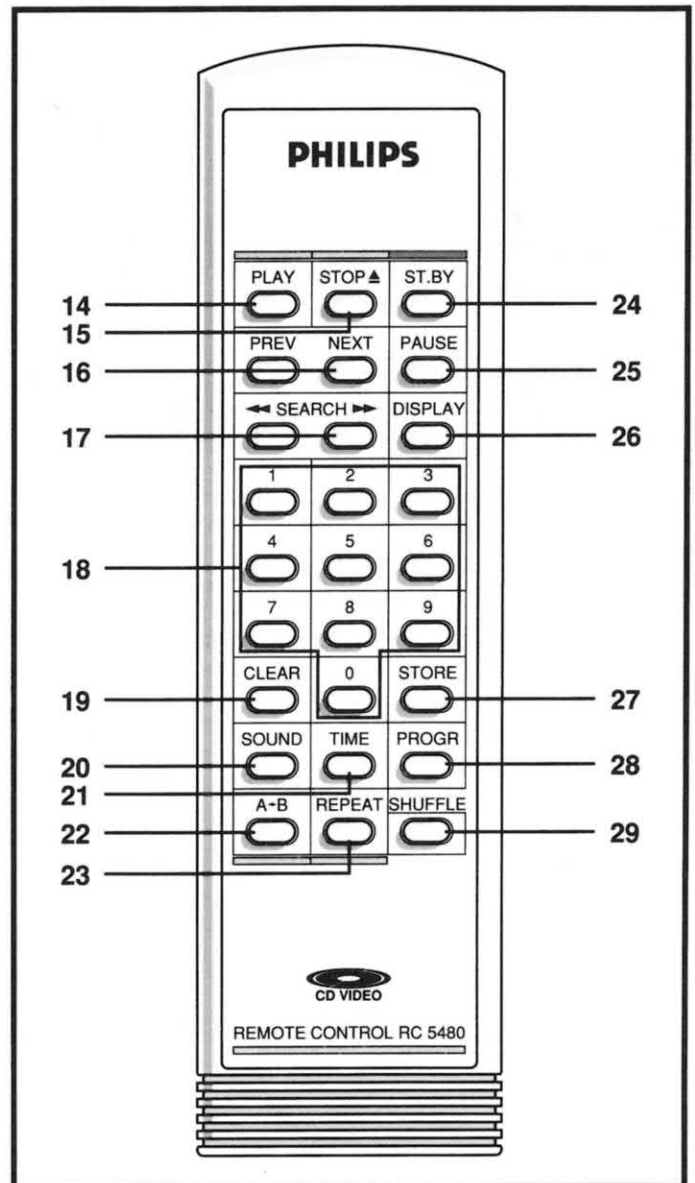 PHILIPS
PLAY STOP ST.BY
14 24
15
PREV NEXT PAUSE
16 25
SEARCH DISPLAY
17 26
1 2 3
4 5 6
18
7 8 9
CLEAR 0 STORE
19 27
SOUND TIME PROGR
20 28
21
A-B REPEAT SHUFFLE
22 29
23
CD VIDEO
REMOTE CONTROL RC 5480